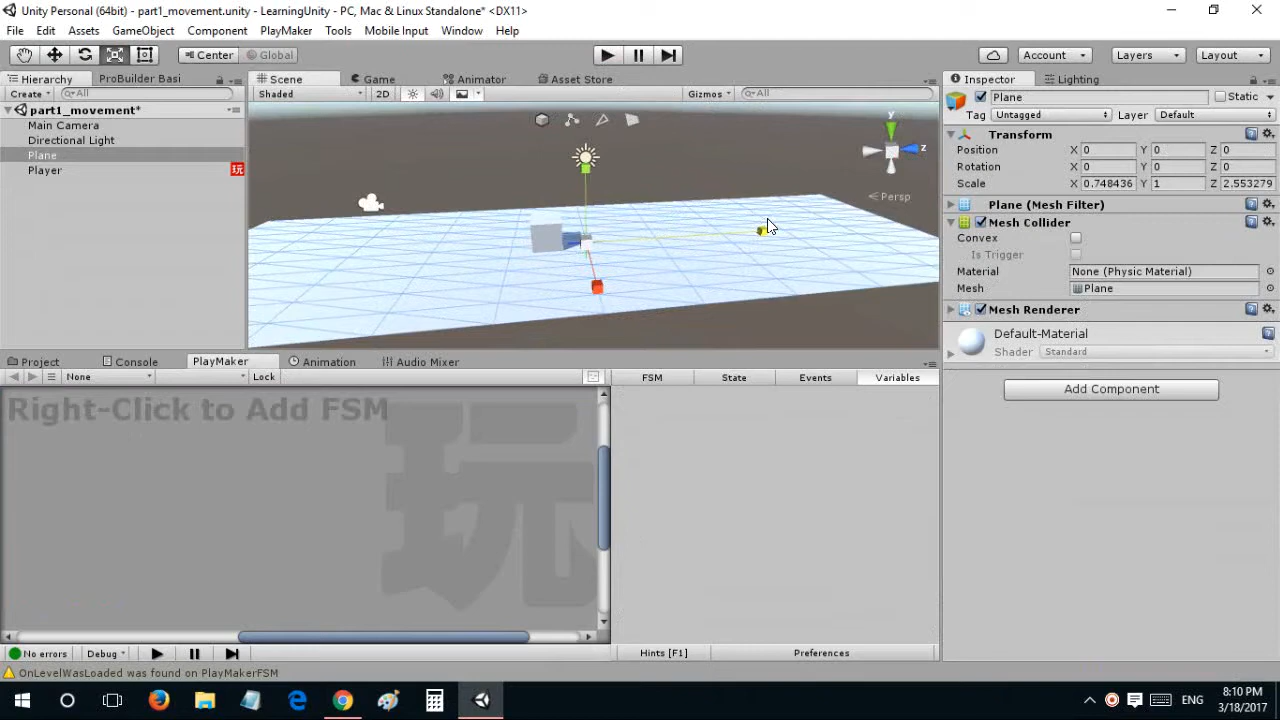 Unity Personal (64bit) - part1_movement.unity - LearningUnity - PC, Mac & Linux Standalone* <DX11>
File Edit Assets GameObject Component PlayMaker Tools Mobile Input Window Help
Center Global Account Layers Layout
Hierarchy ProBuilder Basi Scene Game Animator Asset Store Inspector Lighting
Create All Shaded 2D Gizmos All
Plane Static
part1_movement*
Tag Untagged Layer Default
Main Camera
Directional Light
Plane
Player 玩
y
z
Persp
Transform
Position X 0 Y 0 Z 0
Rotation X 0 Y 0 Z 0
Scale X 0.748436 Y 1 Z 2.553279
Plane (Mesh Filter)
Mesh Collider
Convex
Is Trigger
Material None (Physic Material)
Mesh Plane
Mesh Renderer
Default-Material
Shader Standard
Add Component
Project Console PlayMaker Animation Audio Mixer
None Lock FSM State Events Variables
Right-Click to Add FSM
玩
No errors Debug Hints [F1] Preferences
OnLevelWasLoaded was found on PlayMakerFSM
ENG
8:10 PM
3/18/2017